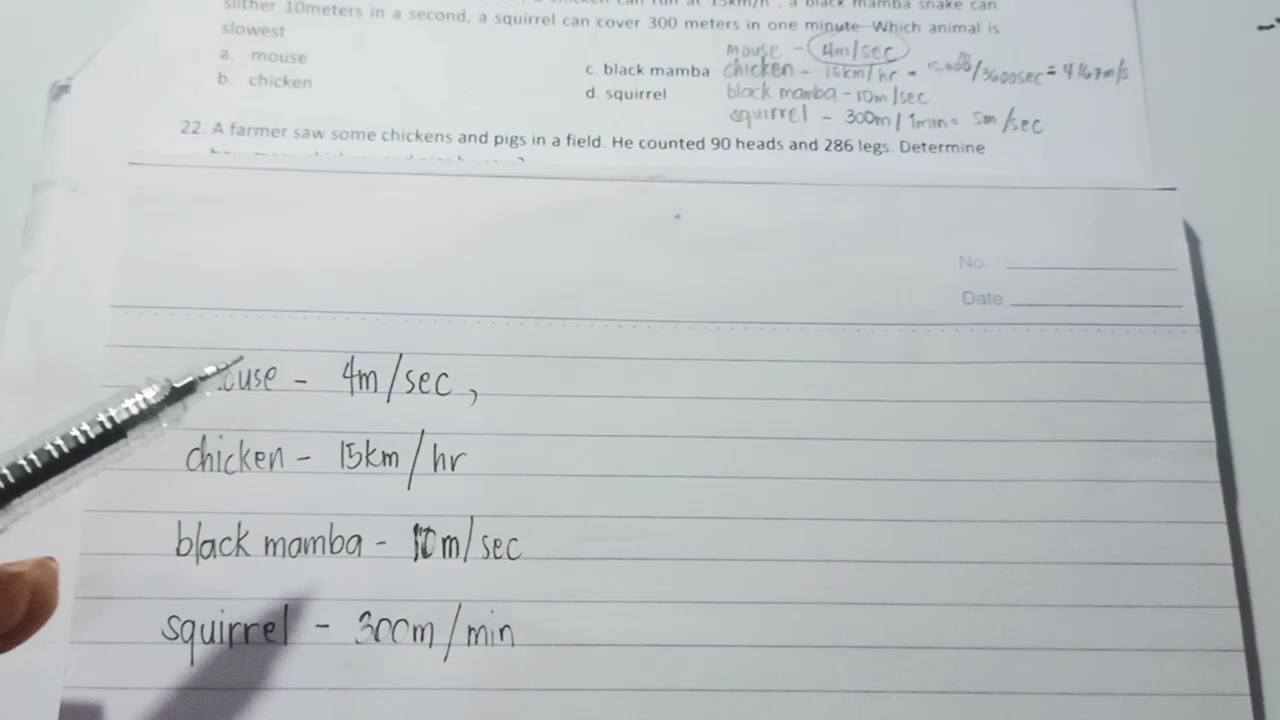 slither 10meters in a second, a squirrel can cover 300 meters in one minute. Which animal is
slowest
a. mouse
b. chicken
c. black mamba
d. squirrel
mouse - 4m/sec
chicken - 15km/hr = /3600sec = 4.167m/s
black mamba - 10m/sec
squirrel - 300m/1min = 5m/sec
22. A farmer saw some chickens and pigs in a field. He counted 90 heads and 286 legs. Determine
No.
Date
ouse - 4m/sec,
chicken - 15km/hr
black mamba - 10m/sec
squirrel - 300m/min